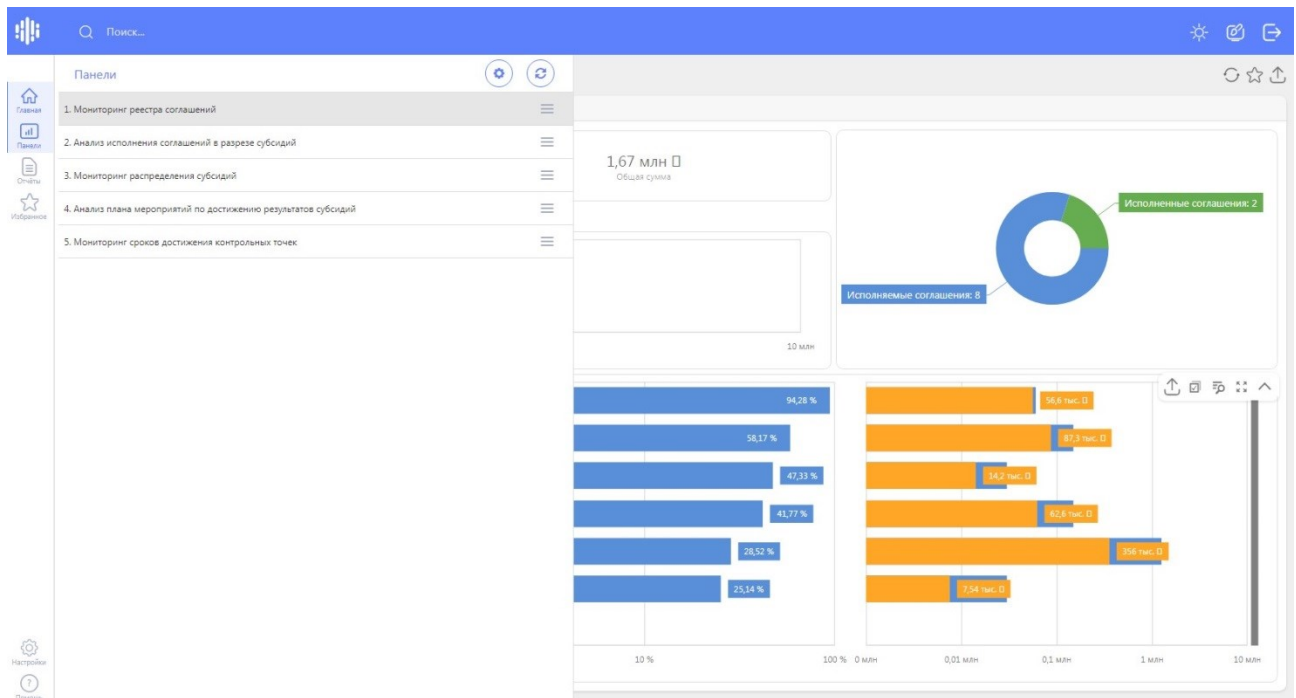 Поиск...
Панели
Главная
1. Мониторинг реестра соглашений
Панели
2. Анализ исполнения соглашений в разрезе субсидий
Отчёты
3. Мониторинг распределения субсидий
Избранное
4. Анализ плана мероприятий по достижению результатов субсидий
5. Мониторинг сроков достижения контрольных точек
1,67 млн
Общая сумма
Исполненные соглашения: 2
Исполняемые соглашения: 8
10 млн
94,28 %
58,17 %
47,33 %
41,77 %
28,52 %
25,14 %
10 %
100 %
56,6 тыс.
87,3 тыс.
14,2 тыс.
62,6 тыс.
356 тыс.
7,54 тыс.
0 млн
0,01 млн
0,1 млн
1 млн
10 млн
Настройки